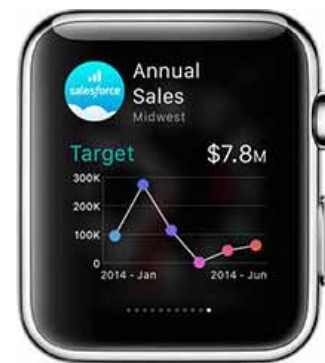 salesforce
Annual
Sales
Midwest
Target $7.8M
300K
200K
100K
0
2014 - Jan 2014 - Jun